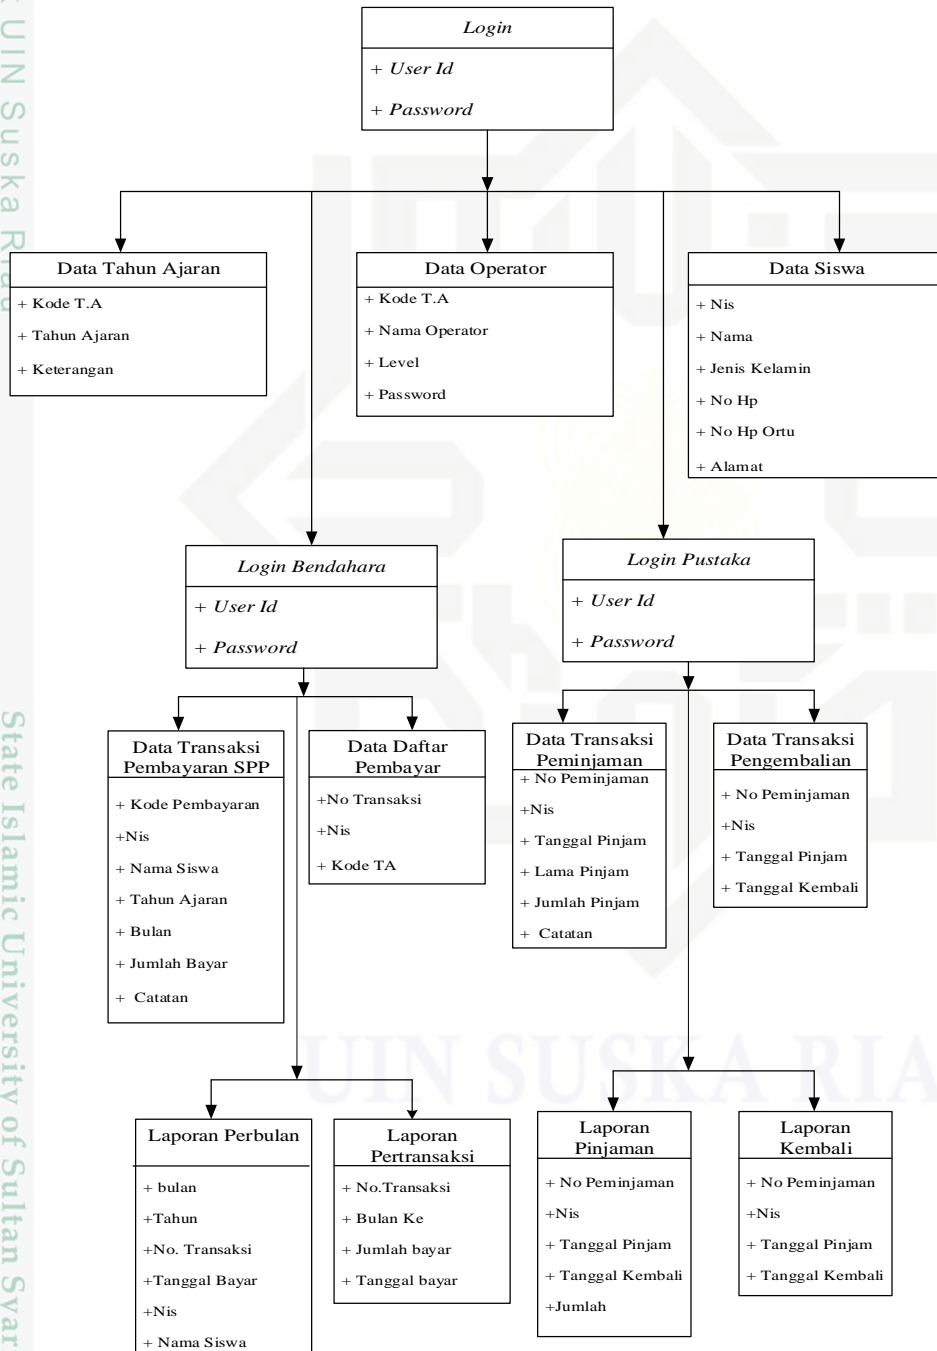 Login
+ User Id
+ Password
Data Tahun Ajaran
+ Kode T.A
+ Tahun Ajaran
+ Keterangan
Data Operator
+ Kode T.A
+ Nama Operator
+ Level
+ Password
Data Siswa
+ Nis
+ Nama
+ Jenis Kelamin
+ No Hp
+ No Hp Ortu
+ Alamat
Login Bendahara
+ User Id
+ Password
Login Pustaka
+ User Id
+ Password
Data Transaksi
Pembayaran SPP
+ Kode Pembayaran
+Nis
+ Nama Siswa
+ Tahun Ajaran
+ Bulan
+ Jumlah Bayar
+ Catatan
Data Daftar
Pembayar
+No Transaksi
+Nis
+ Kode TA
Data Transaksi
Peminjaman
+ No Peminjaman
+Nis
+ Tanggal Pinjam
+ Lama Pinjam
+ Jumlah Pinjam
+ Catatan
Data Transaksi
Pengembalian
+ No Peminjaman
+Nis
+ Tanggal Pinjam
+ Tanggal Kembali
Laporan Perbulan
+ bulan
+Tahun
+No. Transaksi
+Tanggal Bayar
+Nis
+ Nama Siswa
Laporan
Pertransaksi
+ No.Transaksi
+ Bulan Ke
+ Jumlah bayar
+ Tanggal bayar
Laporan
Pinjaman
+ No Peminjaman
+Nis
+ Tanggal Pinjam
+ Tanggal Kembali
+Jumlah
Laporan
Kembali
+ No Peminjaman
+Nis
+ Tanggal Pinjam
+ Tanggal Kembali
UIN SUSKA RIA
UIN Suska Riau
State Islamic University of Sultan Syar